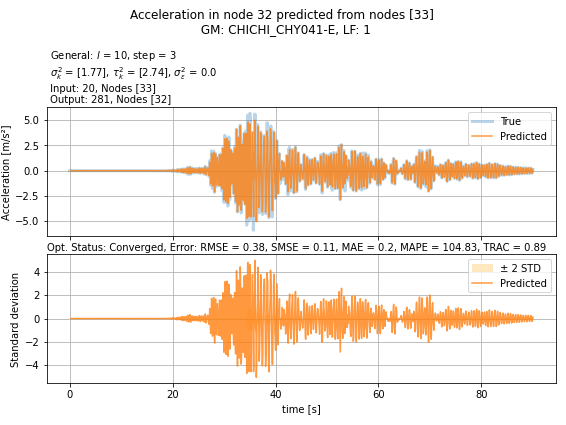 Acceleration in node 32 predicted from nodes [33]
GM: CHICHI_CHY041-E, LF: 1
General: l = 10, step = 3
σ²ₖ = [1.77], τ²ₖ = [2.74], σ²ε = 0.0
Input: 20, Nodes [33]
Output: 281, Nodes [32]
Acceleration [m/s²]
5.0
2.5
0.0
−2.5
−5.0
True
Predicted
Opt. Status: Converged, Error: RMSE = 0.38, SMSE = 0.11, MAE = 0.2, MAPE = 104.83, TRAC = 0.89
Standard deviation
4
2
0
−2
−4
± 2 STD
Predicted
0 20 40 60 80
time [s]